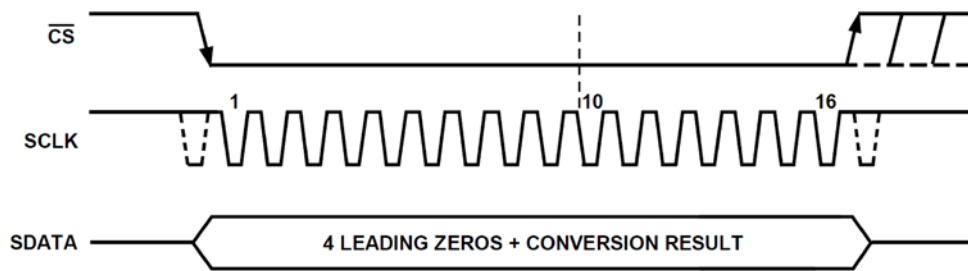 CS
1 10 16
SCLK
SDATA 4 LEADING ZEROS + CONVERSION RESULT